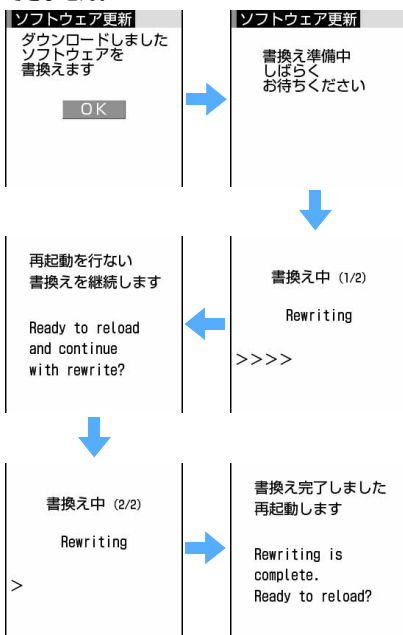 ソフトウェア更新
ダウンロードしました
ソフトウェアを
書換えます
OK
ソフトウェア更新
書換え準備中
しばらく
お待ちください
書換え中（1/2）
Rewriting
>>>>
再起動を行ない
書換えを継続します
Ready to reload
and continue
with rewrite?
書換え中（2/2）
Rewriting
>
書換え完了しました
再起動します
Rewriting is
complete.
Ready to reload?